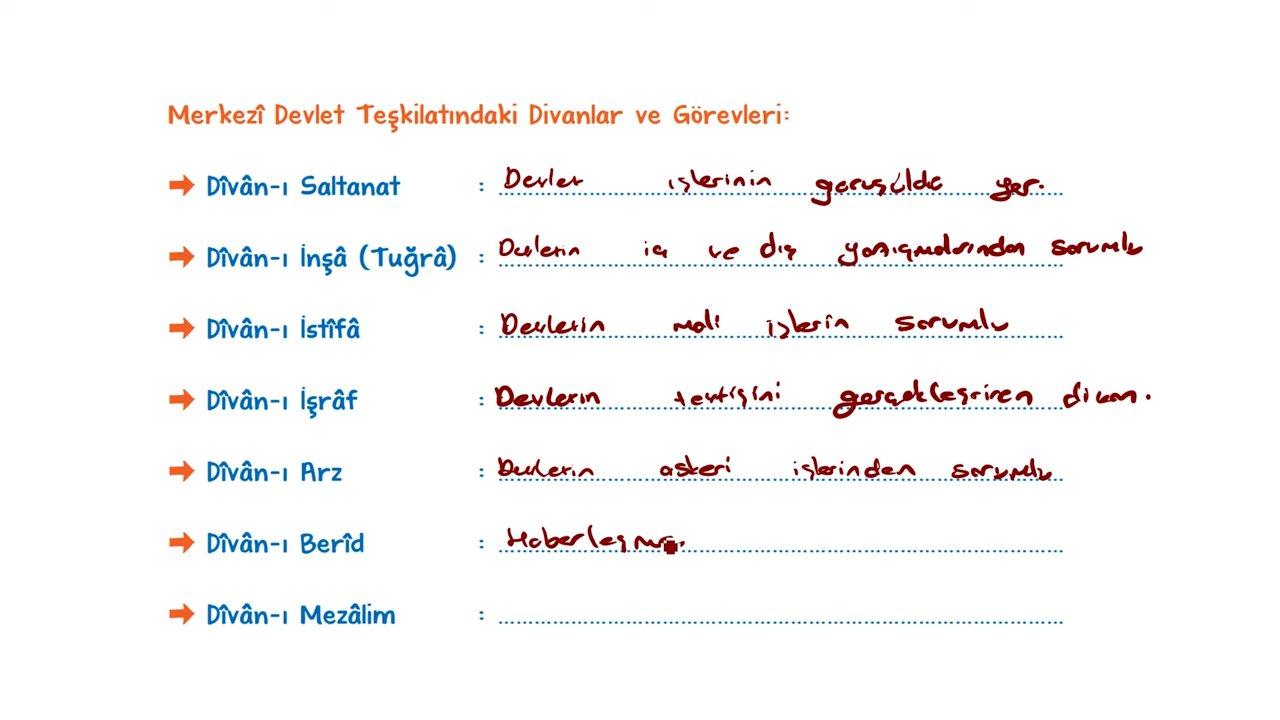 Merkezî Devlet Teşkilatındaki Divanlar ve Görevleri:
➡ Dîvân-ı Saltanat : Devlet işlerinin görüşüldü yer.
➡ Dîvân-ı İnşâ (Tuğrâ) : Devletin iç ve dış yazışmalarından sorumlu
➡ Dîvân-ı İstîfâ : Devletin mali işlerin sorumlu
➡ Dîvân-ı İşrâf : Devletin teftişini gerçekleştiren divan.
➡ Dîvân-ı Arz : Devletin askeri işlerinden sorumlu
➡ Dîvân-ı Berîd : Haberleşme
➡ Dîvân-ı Mezâlim :